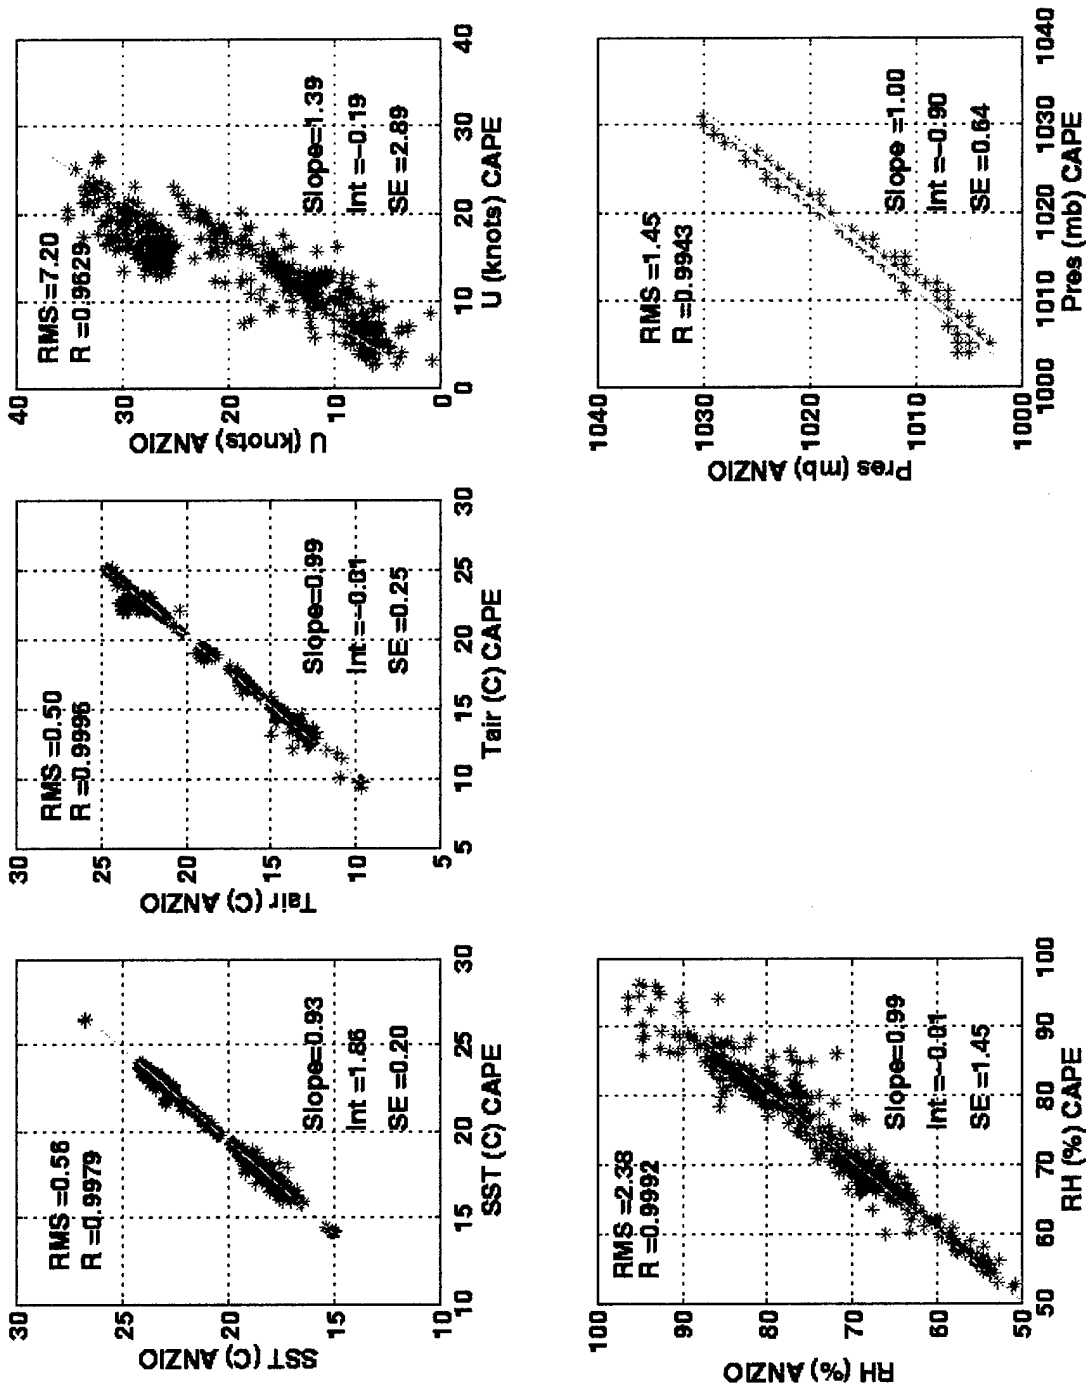 30
25
20
15
10
SST (C) ANZIO
RMS =0.56
R =0.9979
Slope=0.93
Int =1.86
SE =0.20
10 15 20 25 30
SST (C) CAPE
30
25
20
15
10
5
Tair (C) ANZIO
RMS =0.50
R =0.9996
Slope=0.99
Int =-0.01
SE =0.25
5 10 15 20 25 30
Tair (C) CAPE
40
30
20
10
0
U (knots) ANZIO
RMS =7.20
R =0.9629
Slope=1.39
Int =-0.19
SE =2.89
0 10 20 30 40
U (knots) CAPE
100
90
80
70
60
50
RH (%) ANZIO
RMS =2.38
R =0.9992
Slope=0.99
Int =-0.01
SE =1.45
50 60 70 80 90 100
RH (%) CAPE
1040
1030
1020
1010
1000
Pres (mb) ANZIO
RMS =1.45
R =0.9943
Slope =1.00
Int =-0.90
SE =0.64
1000 1010 1020 1030 1040
Pres (mb) CAPE